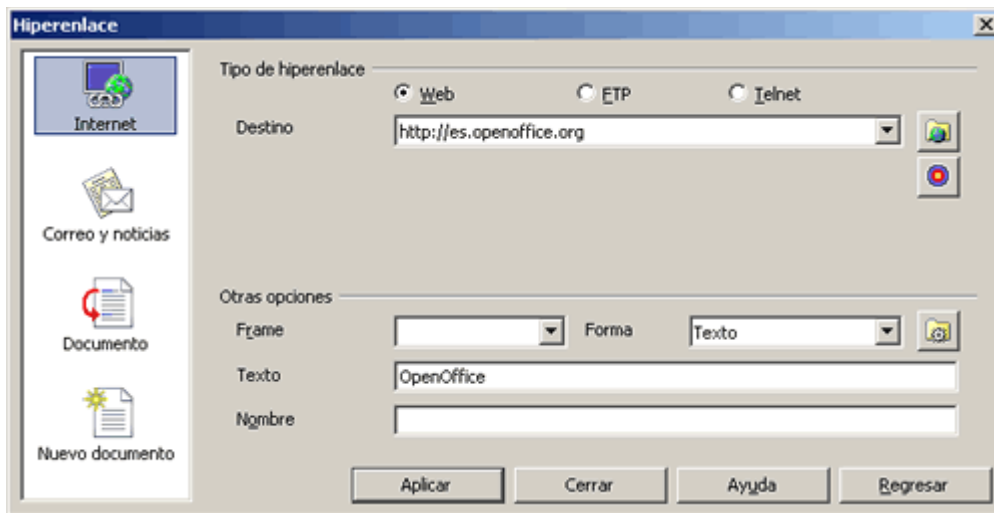 Hiperenlace
Internet
Correo y noticias
Documento
Nuevo documento
Tipo de hiperenlace
Web FTP Telnet
Destino http://es.openoffice.org
Otras opciones
Frame Forma Texto
Texto OpenOffice
Nombre
Aplicar Cerrar Ayuda Regresar